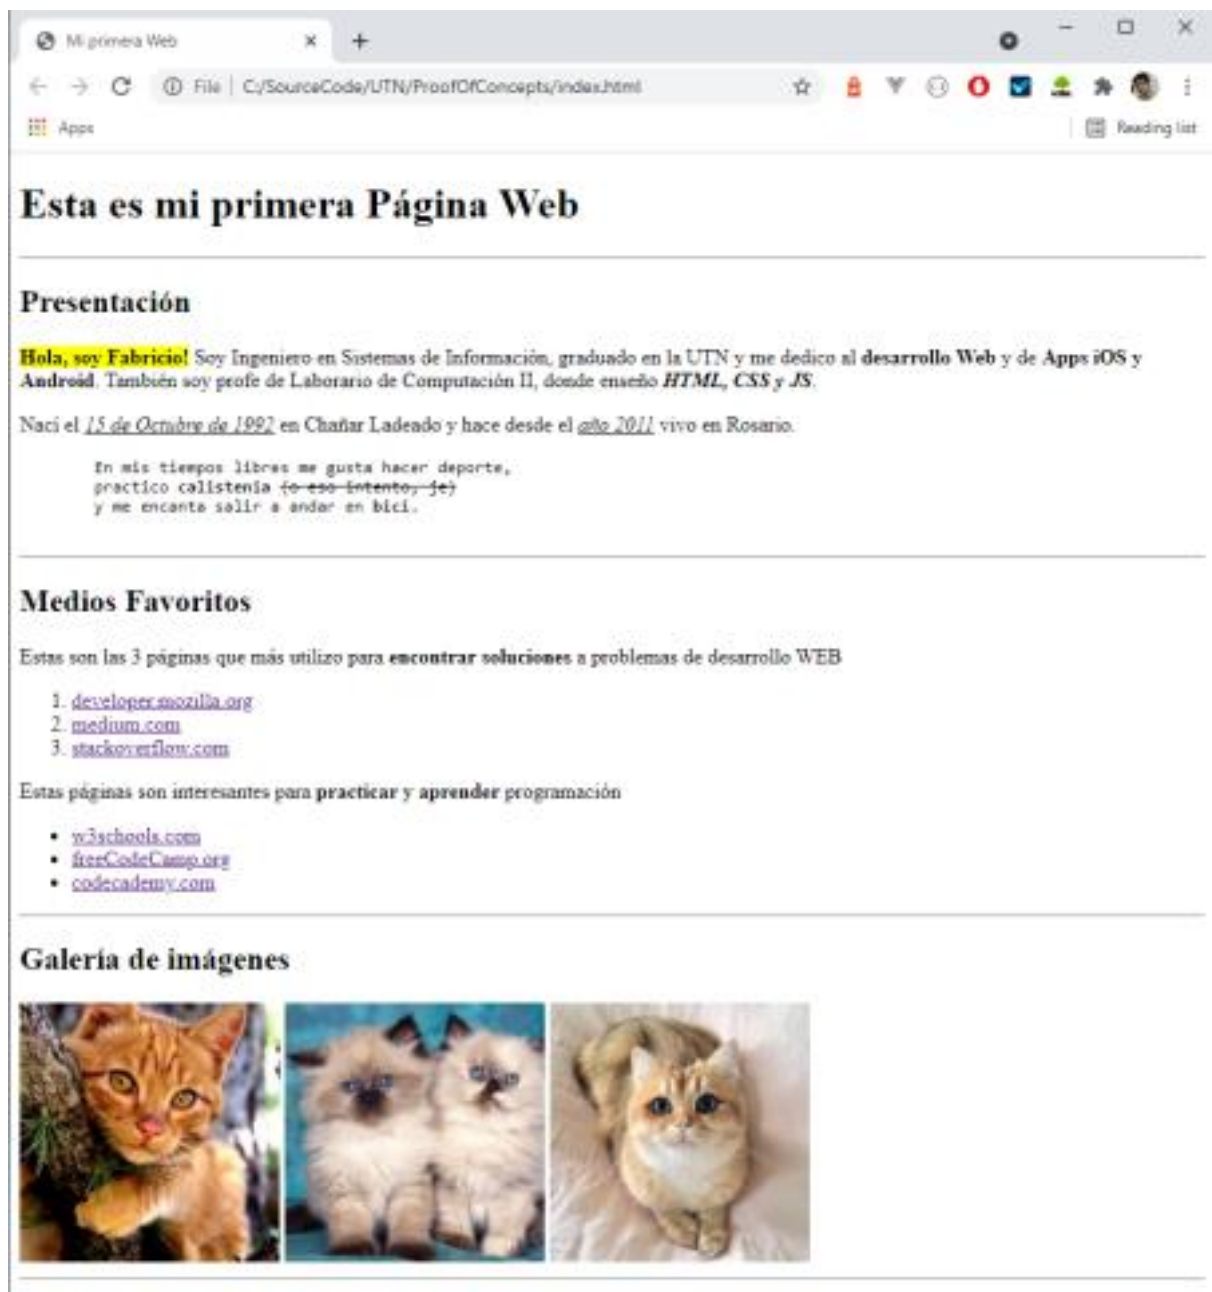 Mi primera Web
File | C:/SourceCode/UTN/ProofOfConcepts/index.html
Apps
Reading list
Esta es mi primera Página Web
Presentación
Hola, soy Fabricio! Soy Ingeniero en Sistemas de Información, graduado en la UTN y me dedico al desarrollo Web y de Apps iOS y
Android. También soy profe de Laborario de Computación II, donde enseño HTML, CSS y JS.
Nací el 15 de Octubre de 1992 en Chañar Ladeado y hace desde el año 2011 vivo en Rosario.
En mis tiempos libres me gusta hacer deporte,
practico calistenia (o eso intento, je)
y me encanta salir a andar en bici.
Medios Favoritos
Estas son las 3 páginas que más utilizo para encontrar soluciones a problemas de desarrollo WEB
1. developer.mozilla.org
2. medium.com
3. stackoverflow.com
Estas páginas son interesantes para practicar y aprender programación
• w3schools.com
• freeCodeCamp.org
• codecademy.com
Galería de imágenes